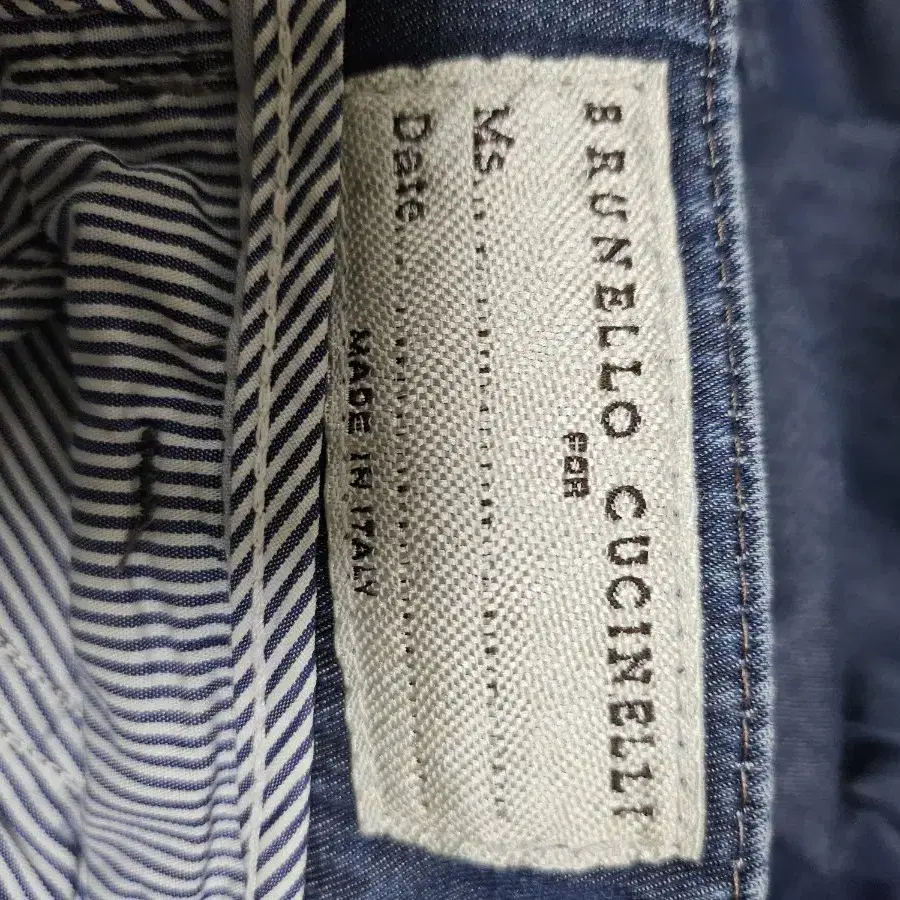 BRUNELLO CUCINELLI
FOR
Ms.
Date
MADE IN ITALY